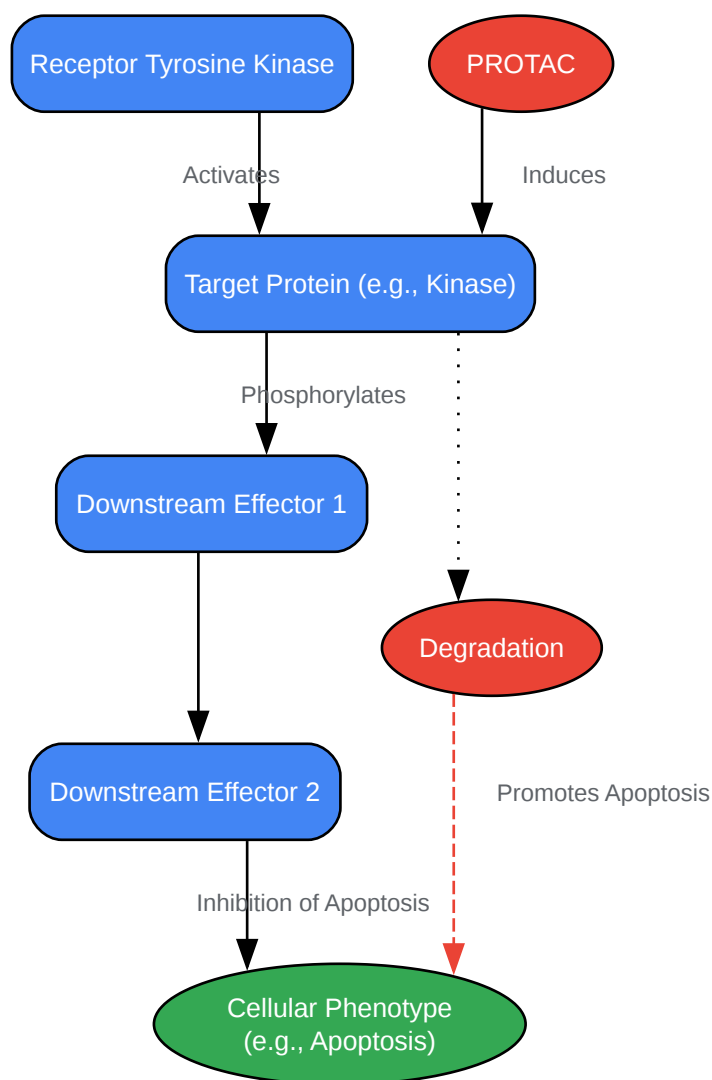 Receptor Tyrosine Kinase
PROTAC
Activates
Induces
Target Protein (e.g., Kinase)
Phosphorylates
Downstream Effector 1
Degradation
Downstream Effector 2
Promotes Apoptosis
Inhibition of Apoptosis
Cellular Phenotype
(e.g., Apoptosis)